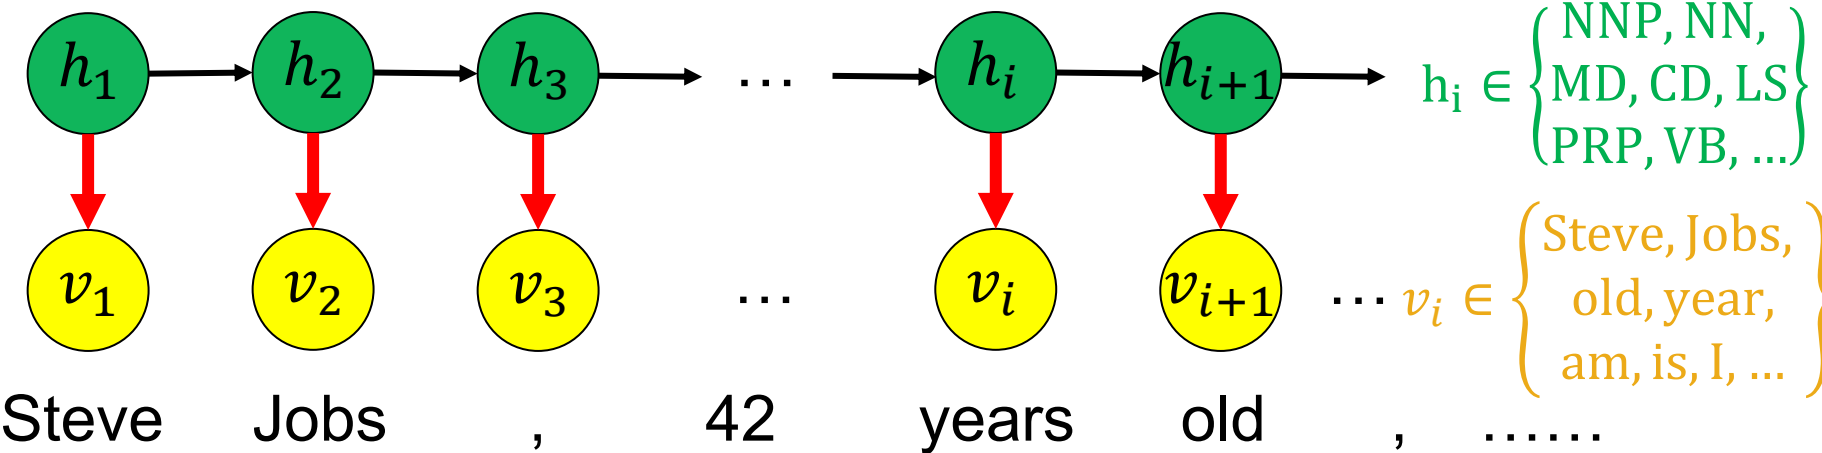 h₁ h₂ h₃ … hᵢ hᵢ₊₁ hᵢ ∈ {NNP, NN,
MD, CD, LS
PRP, VB, …}
v₁ v₂ v₃ … vᵢ vᵢ₊₁ … vᵢ ∈ {Steve, Jobs,
old, year,
am, is, I, …}
Steve Jobs , 42 years old , ……